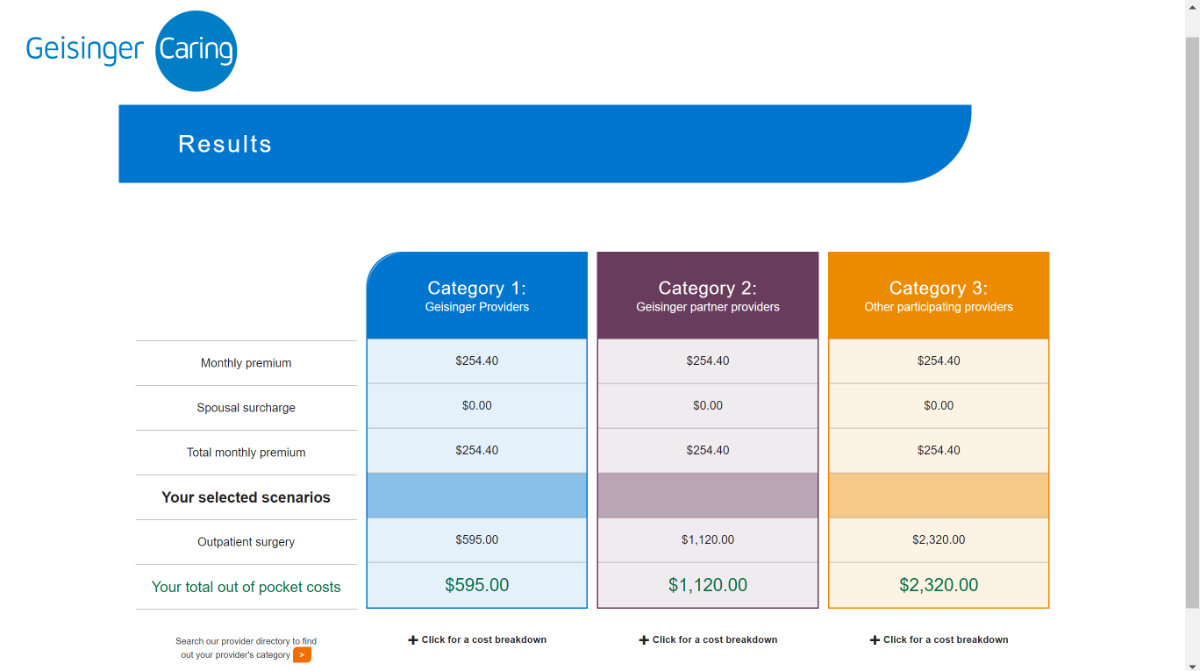 Geisinger Caring
Results
Category 1:
Geisinger Providers
Category 2:
Geisinger partner providers
Category 3:
Other participating providers
Monthly premium $254.40 $254.40 $254.40
Spousal surcharge $0.00 $0.00 $0.00
Total monthly premium $254.40 $254.40 $254.40
Your selected scenarios
Outpatient surgery $595.00 $1,120.00 $2,320.00
Your total out of pocket costs $595.00 $1,120.00 $2,320.00
Search our provider directory to find
out your provider's category >
+ Click for a cost breakdown + Click for a cost breakdown + Click for a cost breakdown